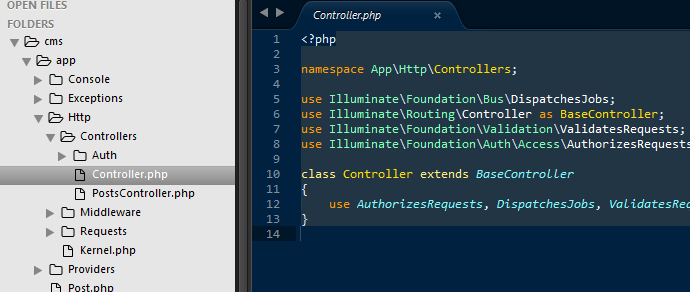 OPEN FILES
FOLDERS
cms
app
Console
Exceptions
Http
Controllers
Auth
Controller.php
PostsController.php
Middleware
Requests
Kernel.php
Providers
Post.php
Controller.php ×
1 <?php
2
3 namespace App\Http\Controllers;
4
5 use Illuminate\Foundation\Bus\DispatchesJobs;
6 use Illuminate\Routing\Controller as BaseController;
7 use Illuminate\Foundation\Validation\ValidatesRequests;
8 use Illuminate\Foundation\Auth\Access\AuthorizesRequests
9
10 class Controller extends BaseController
11 {
12 use AuthorizesRequests, DispatchesJobs, ValidatesRe
13 }
14